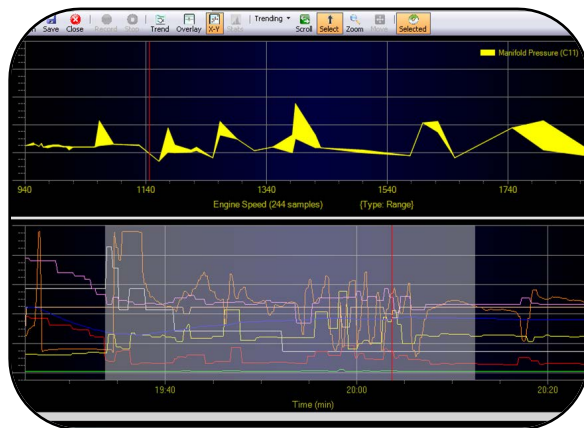 Save Close Record Stop Trend Overlay X-Y Stats Trending Scroll Select Zoom Move Selected
Manifold Pressure (C11)
940 1140 1340 1540 1740
Engine Speed (244 samples) {Type: Range}
19:40 20:00 20:20
Time (min)